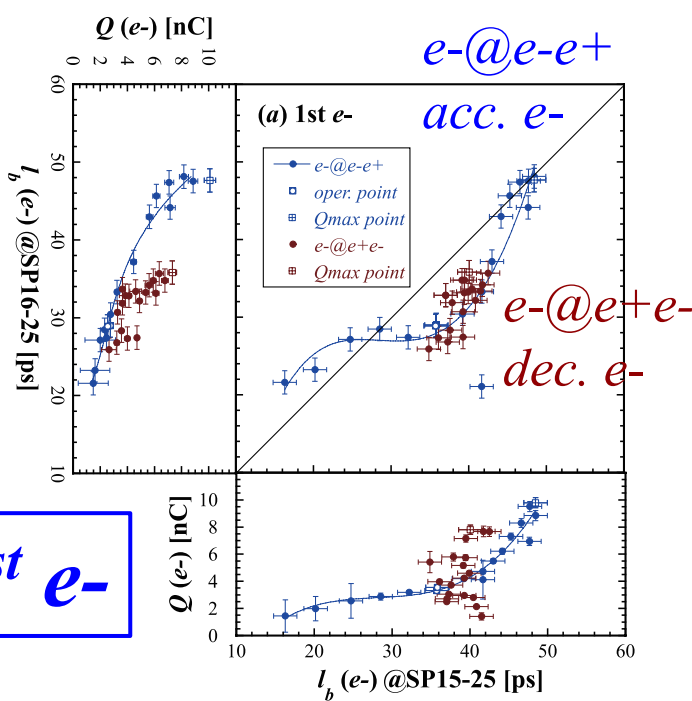 Q (e-) [nC]
0 2 4 6 8 10
e-@e-e+
acc. e-
60
50
40
30
20
10
l_b (e-) @SP16-25 [ps]
(a) 1st e-
e-@e-e+
oper. point
Qmax point
e-@e+e-
Qmax point
e-@e+e-
dec. e-
st e-
Q (e-) [nC]
10
8
6
4
2
0
10 20 30 40 50 60
l_b (e-) @SP15-25 [ps]